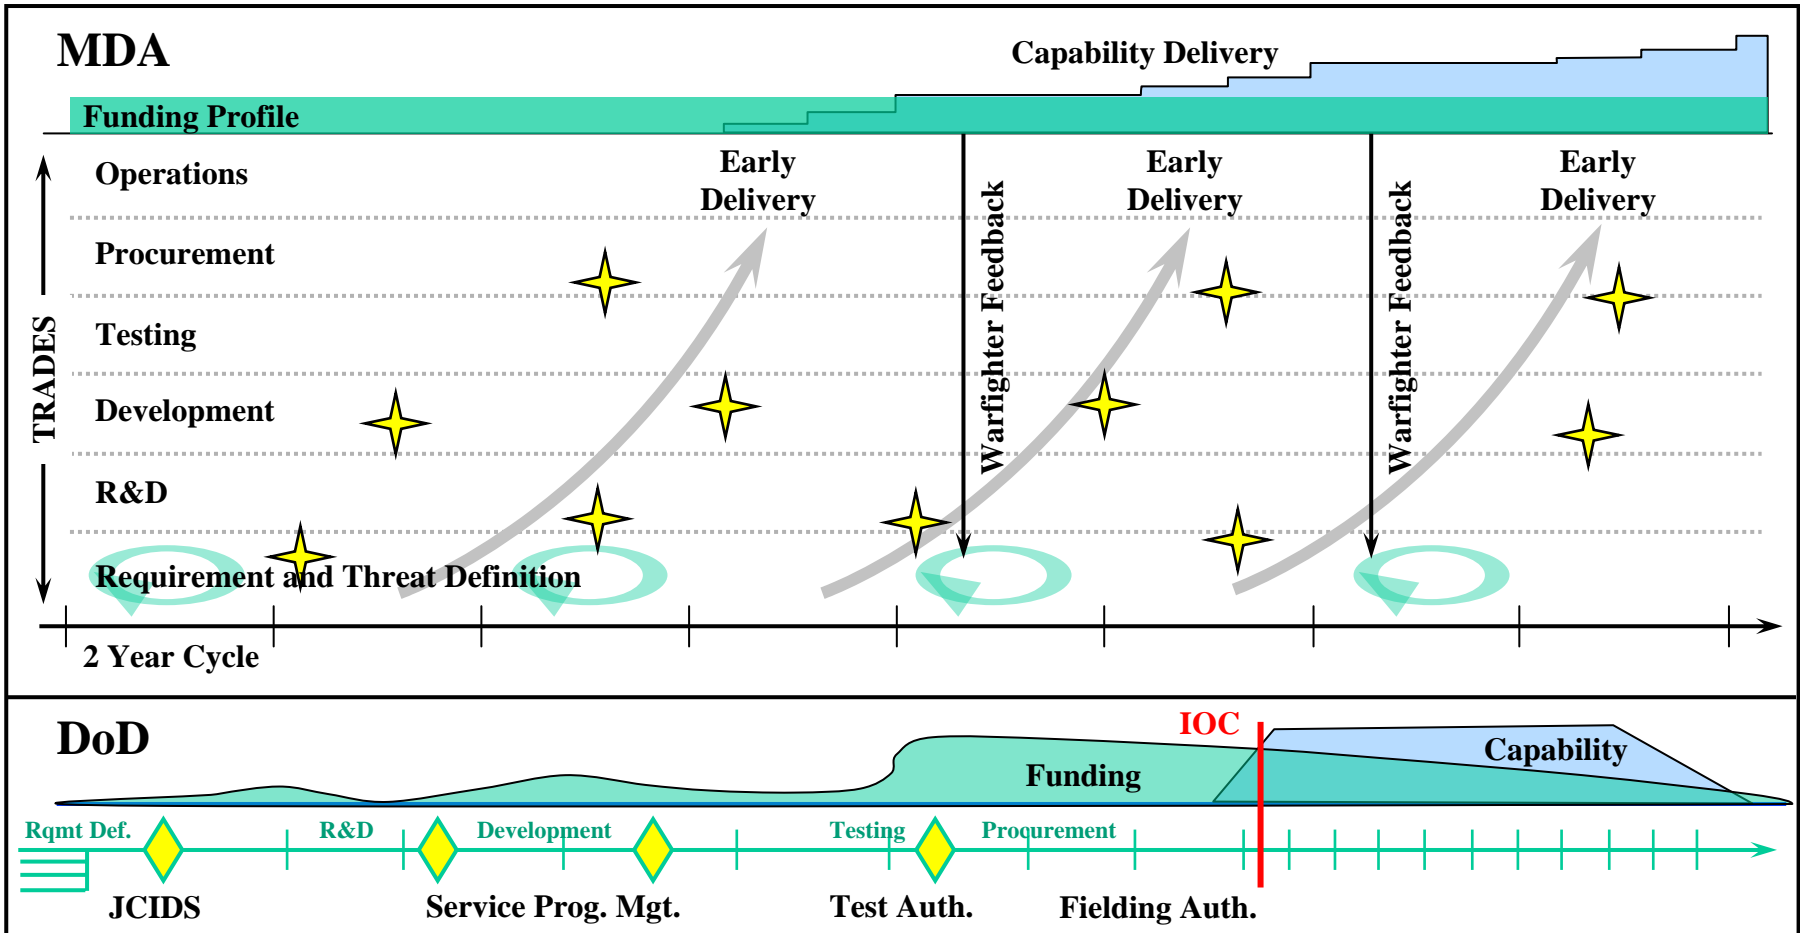 MDA
Capability Delivery
Funding Profile
Operations
Early
Delivery
Early
Delivery
Early
Delivery
Procurement
Testing
Development
R&D
Requirement and Threat Definition
TRADES
Warfighter Feedback
Warfighter Feedback
2 Year Cycle
DoD
IOC
Capability
Funding
Rqmt Def.
R&D
Development
Testing
Procurement
JCIDS
Service Prog. Mgt.
Test Auth.
Fielding Auth.